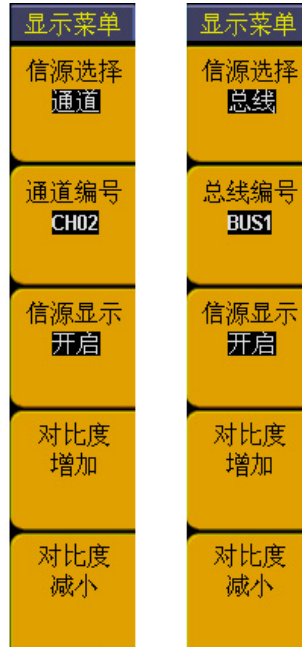 显示菜单
信源选择
通道
通道编号
CH02
信源显示
开启
对比度
增加
对比度
减小
显示菜单
信源选择
总线
总线编号
BUS1
信源显示
开启
对比度
增加
对比度
减小